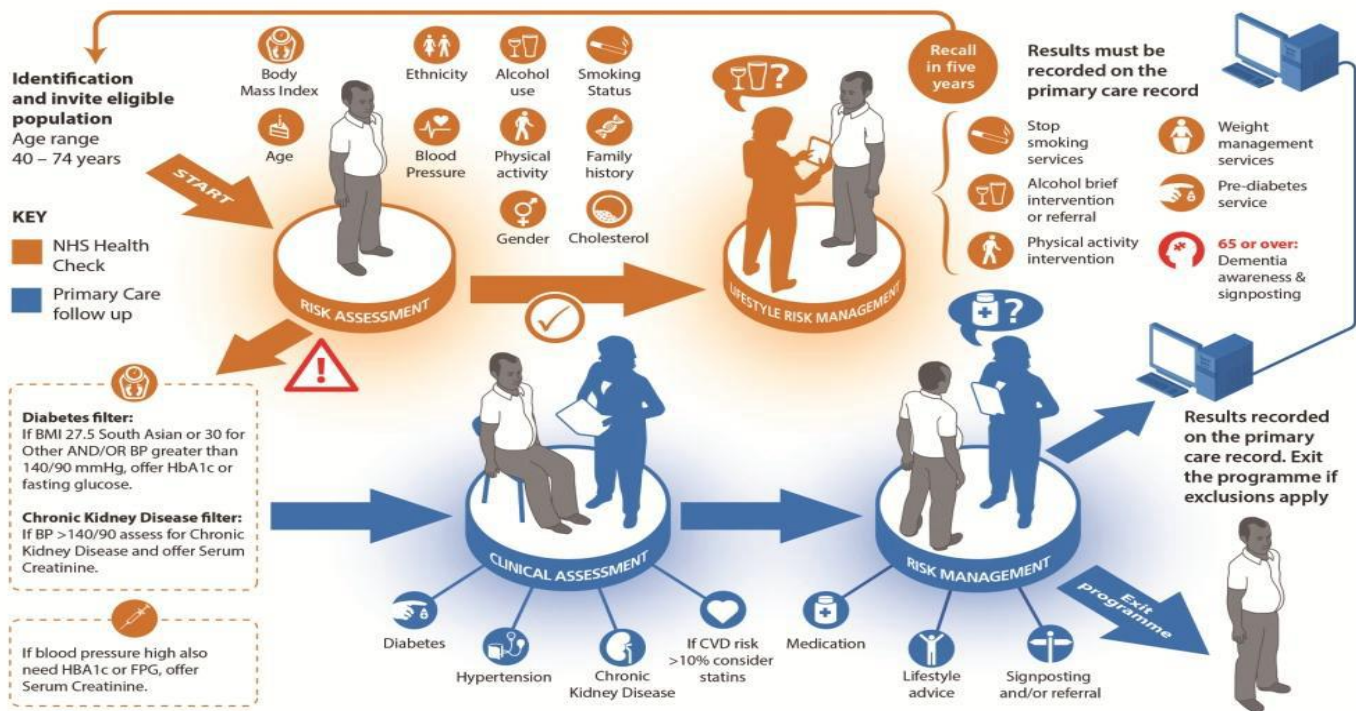 Identification
and invite eligible
population
Age range
40 – 74 years
START
KEY
NHS Health
Check
Primary Care
follow up
Body
Mass Index
Ethnicity
Alcohol
use
Smoking
Status
Age
Blood
Pressure
Physical
activity
Family
history
Gender
Cholesterol
RISK ASSESSMENT
?
LIFESTYLE RISK MANAGEMENT
Recall
in five
years
Results must be
recorded on the
primary care record
Stop
smoking
services
Alcohol brief
intervention
or referral
Physical activity
intervention
Weight
management
services
Pre-diabetes
service
65 or over:
Dementia
awareness &
signposting
!
Diabetes filter:
If BMI 27.5 South Asian or 30 for
Other AND/OR BP greater than
140/90 mmHg, offer HbA1c or
fasting glucose.
Chronic Kidney Disease filter:
If BP >140/90 assess for Chronic
Kidney Disease and offer Serum
Creatinine.
If blood pressure high also
need HBA1c or FPG, offer
Serum Creatinine.
CLINICAL ASSESSMENT
Diabetes
Hypertension
Chronic
Kidney Disease
If CVD risk
>10% consider
statins
?
RISK MANAGEMENT
Medication
Lifestyle
advice
Signposting
and/or referral
Results recorded
on the primary
care record. Exit
the programme if
exclusions apply
Exit
programme